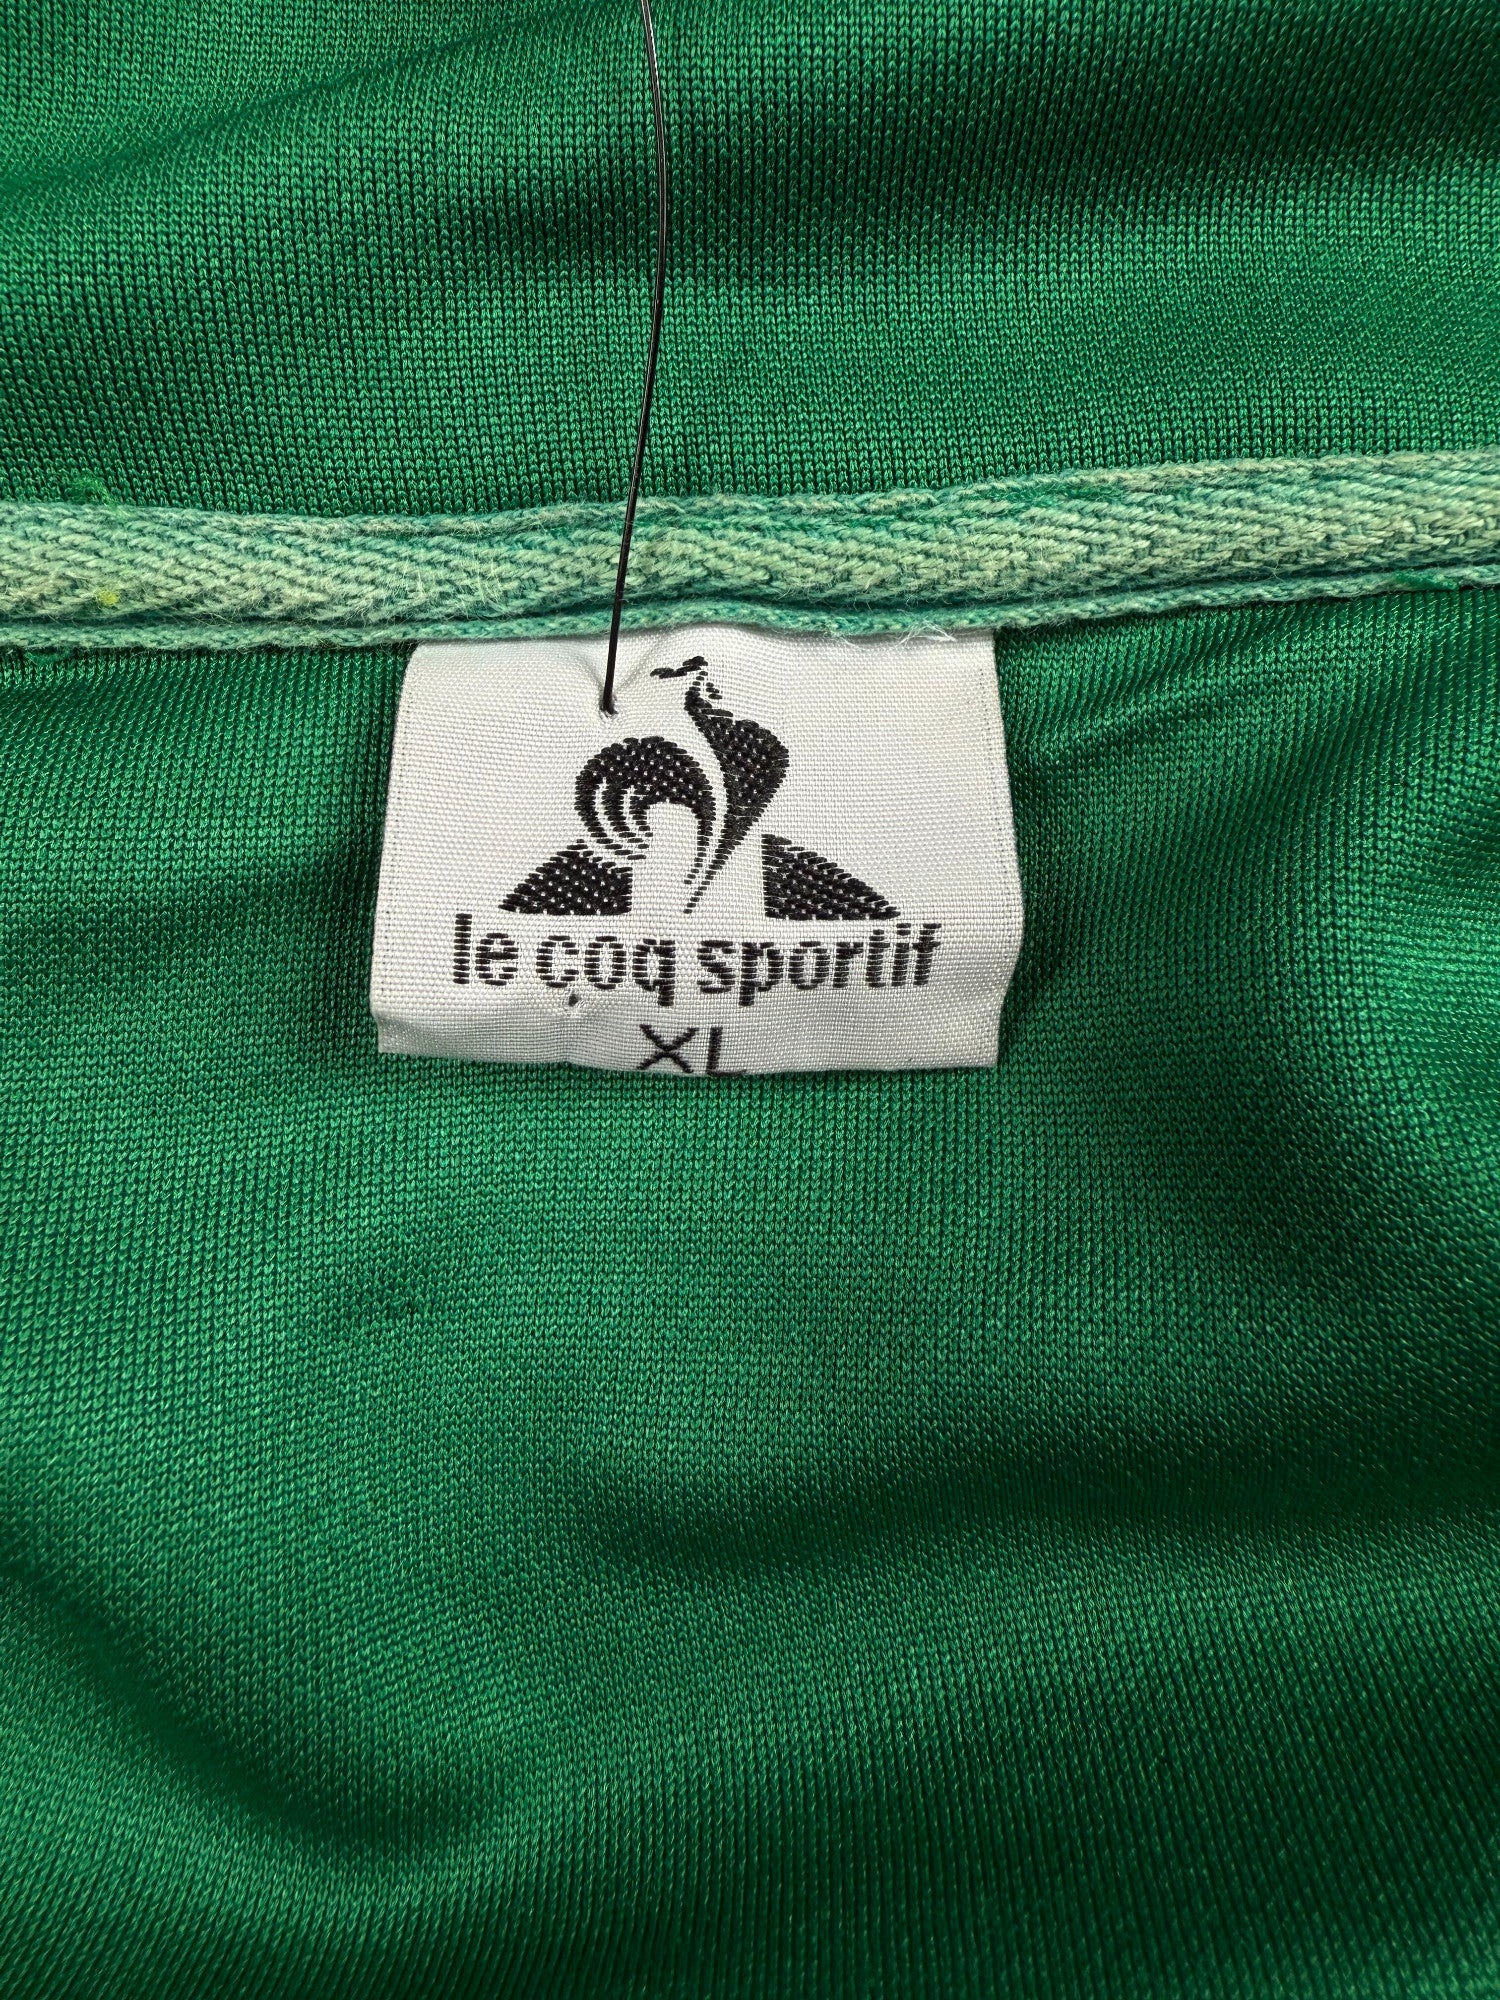 le coq sportif
XL